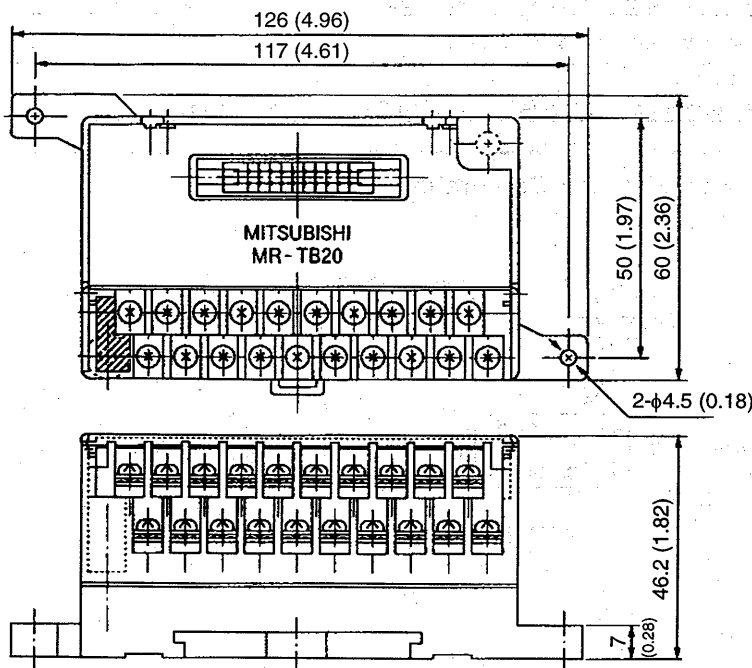 126 (4.96)
117 (4.61)
MITSUBISHI
MR-TB20
50 (1.97)
60 (2.36)
2-ϕ4.5 (0.18)
46.2 (1.82)
7
(0.28)